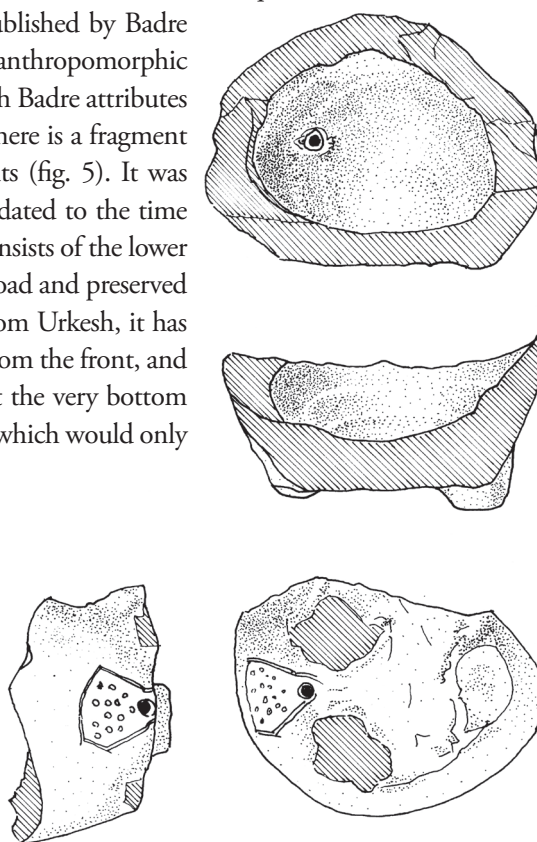 ublished by Badre
anthropomorphic
h Badre attributes
here is a fragment
ts (fig. 5). It was
dated to the time
nsists of the lower
oad and preserved
om Urkesh, it has
om the front, and
t the very bottom
which would only